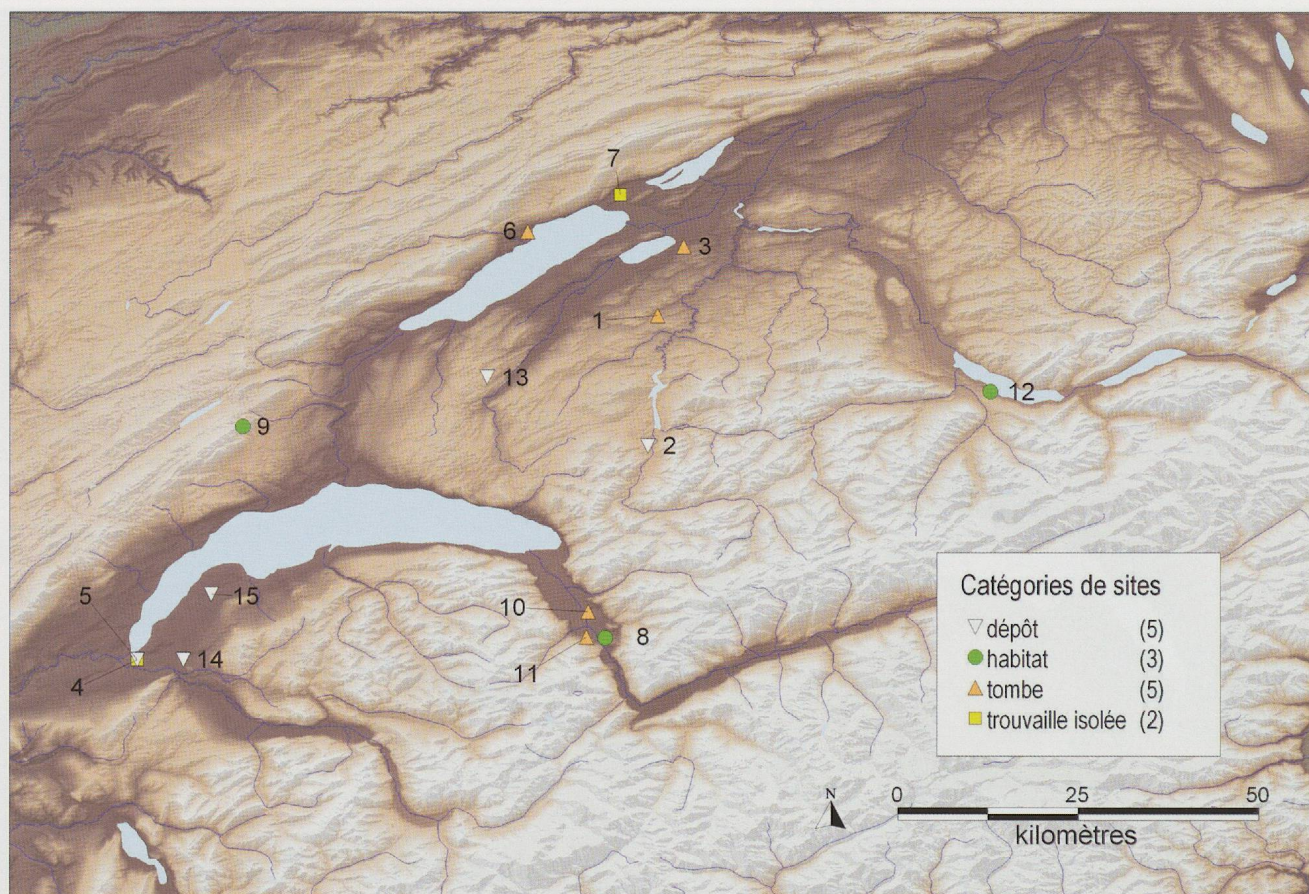 7
6
3
1
13
9
12
2
5
15
10
8
4
14
11
Catégories de sites
dépôt (5)
habitat (3)
tombe (5)
trouvaille isolée (2)
N
0 25 50
kilomètres